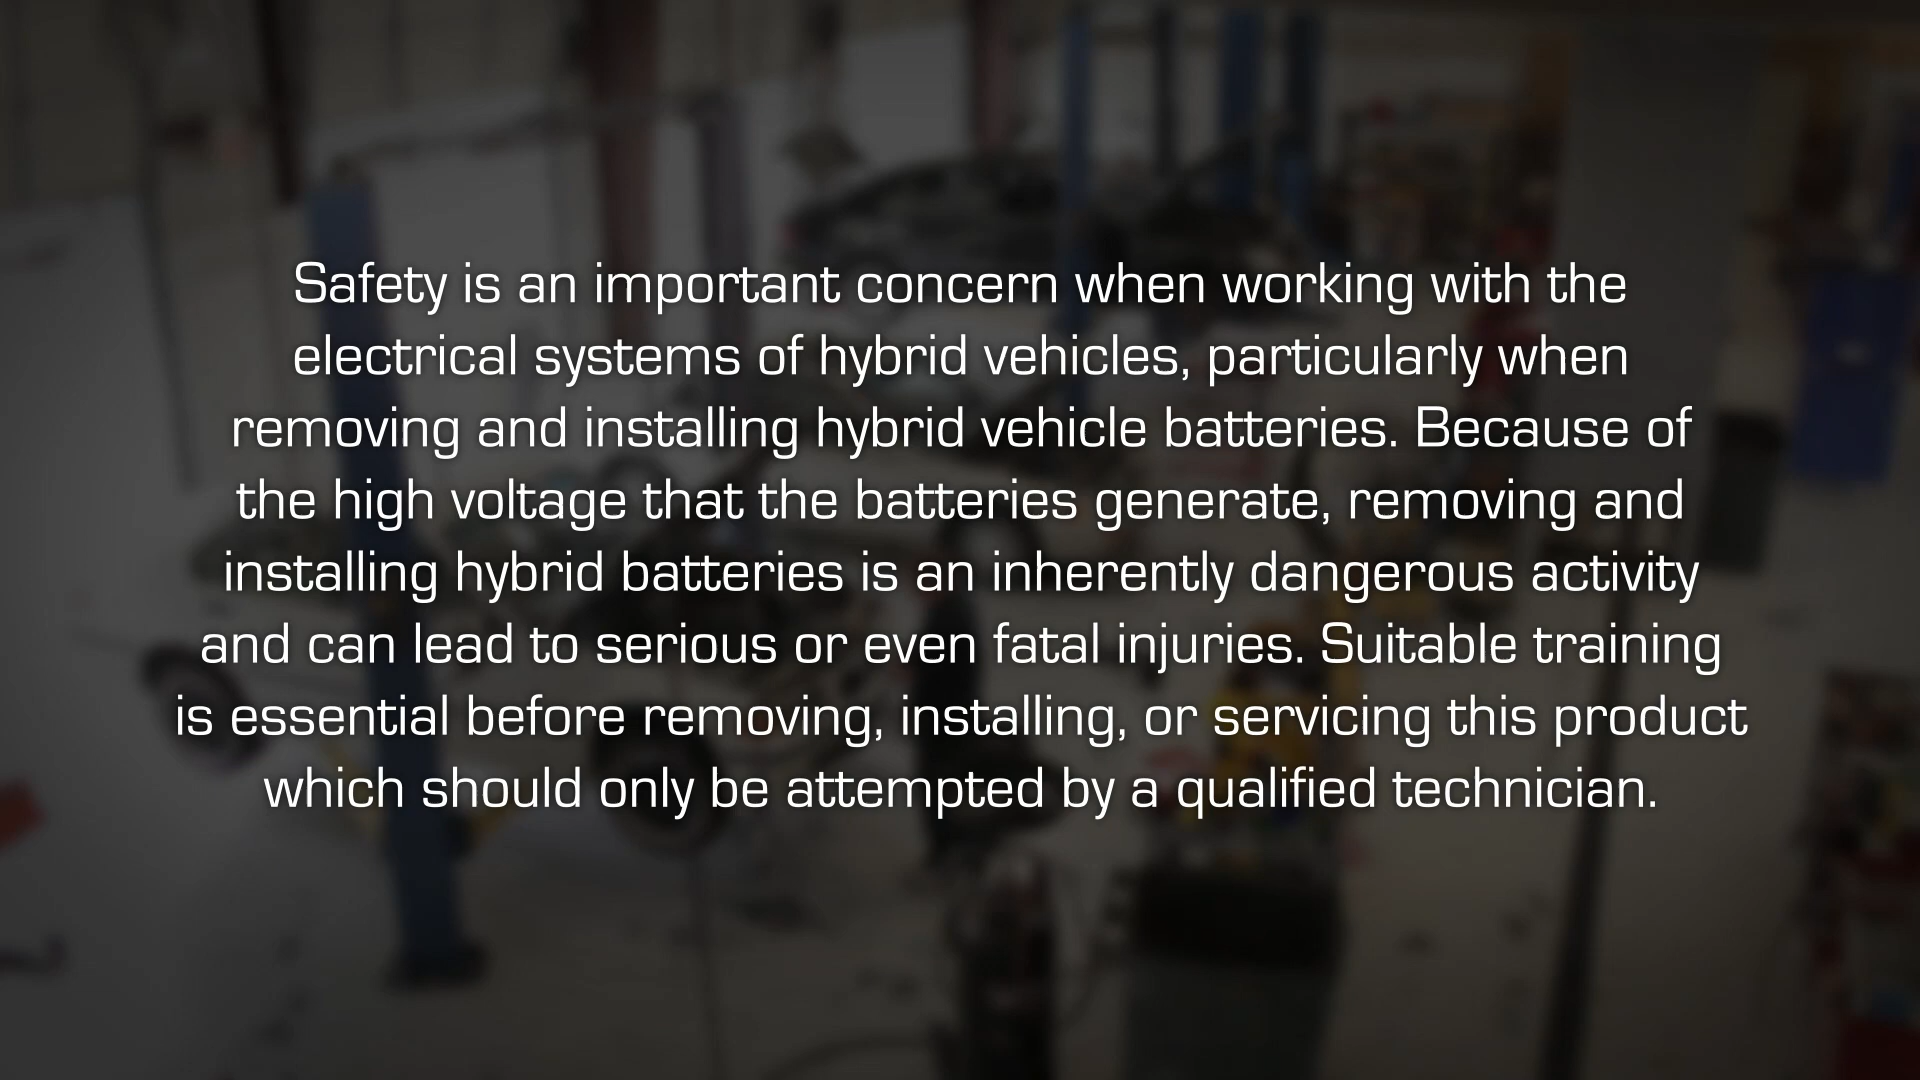 Safety is an important concern when working with the
electrical systems of hybrid vehicles, particularly when
removing and installing hybrid vehicle batteries. Because of
the high voltage that the batteries generate, removing and
installing hybrid batteries is an inherently dangerous activity
and can lead to serious or even fatal injuries. Suitable training
is essential before removing, installing, or servicing this product
which should only be attempted by a qualified technician.